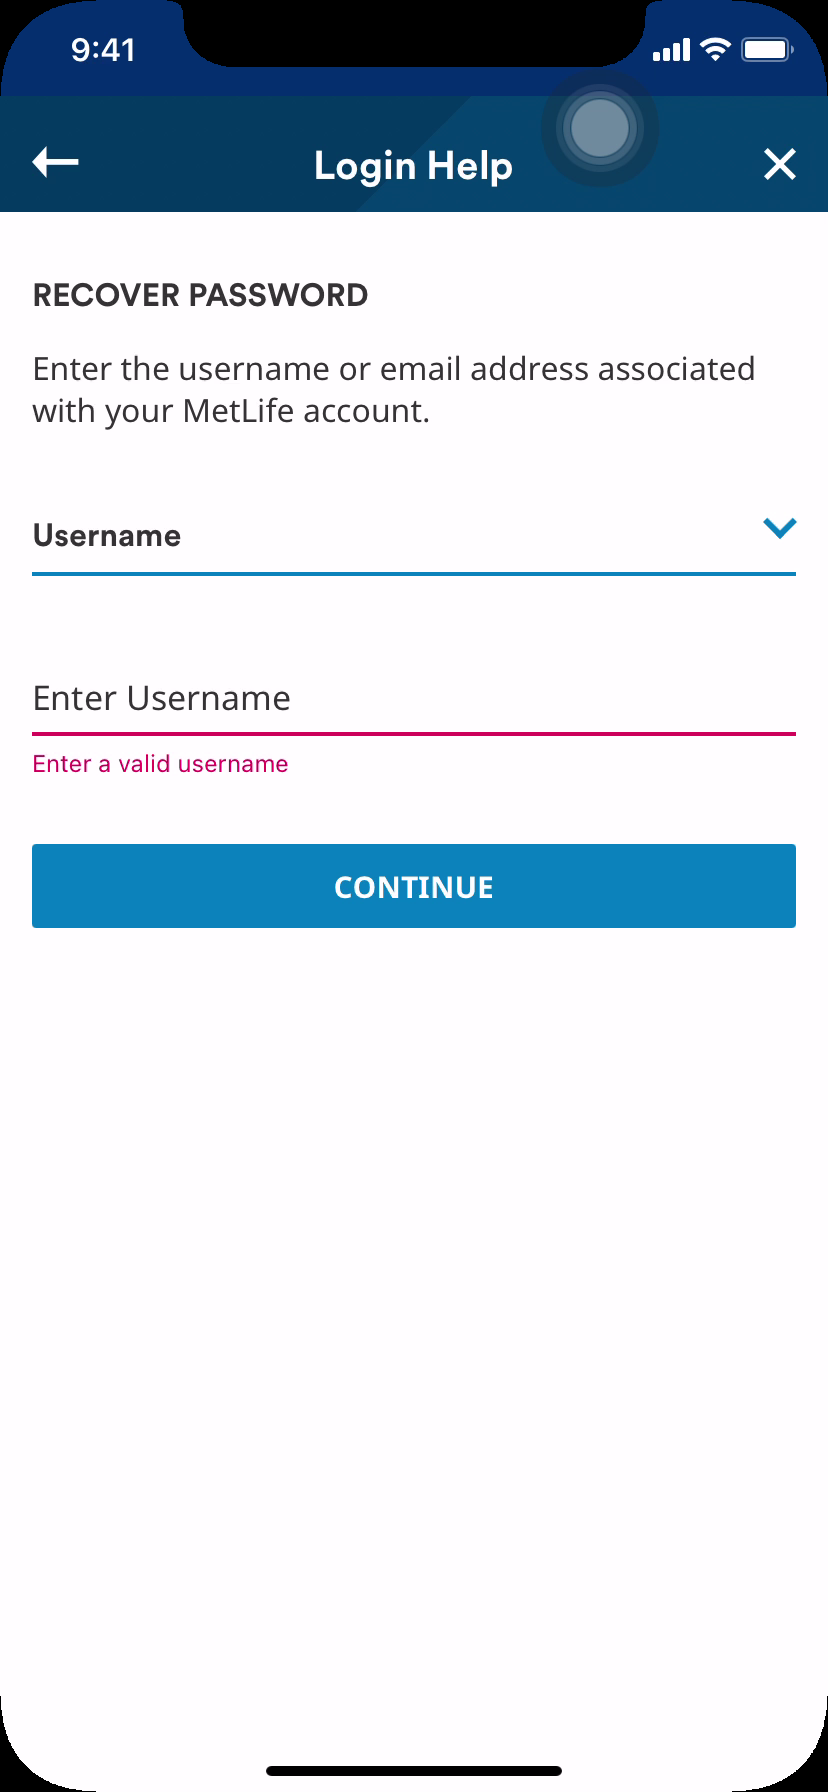 9:41
Login Help
RECOVER PASSWORD
Enter the username or email address associated
with your MetLife account.
Username
Enter Username
Enter a valid username
CONTINUE